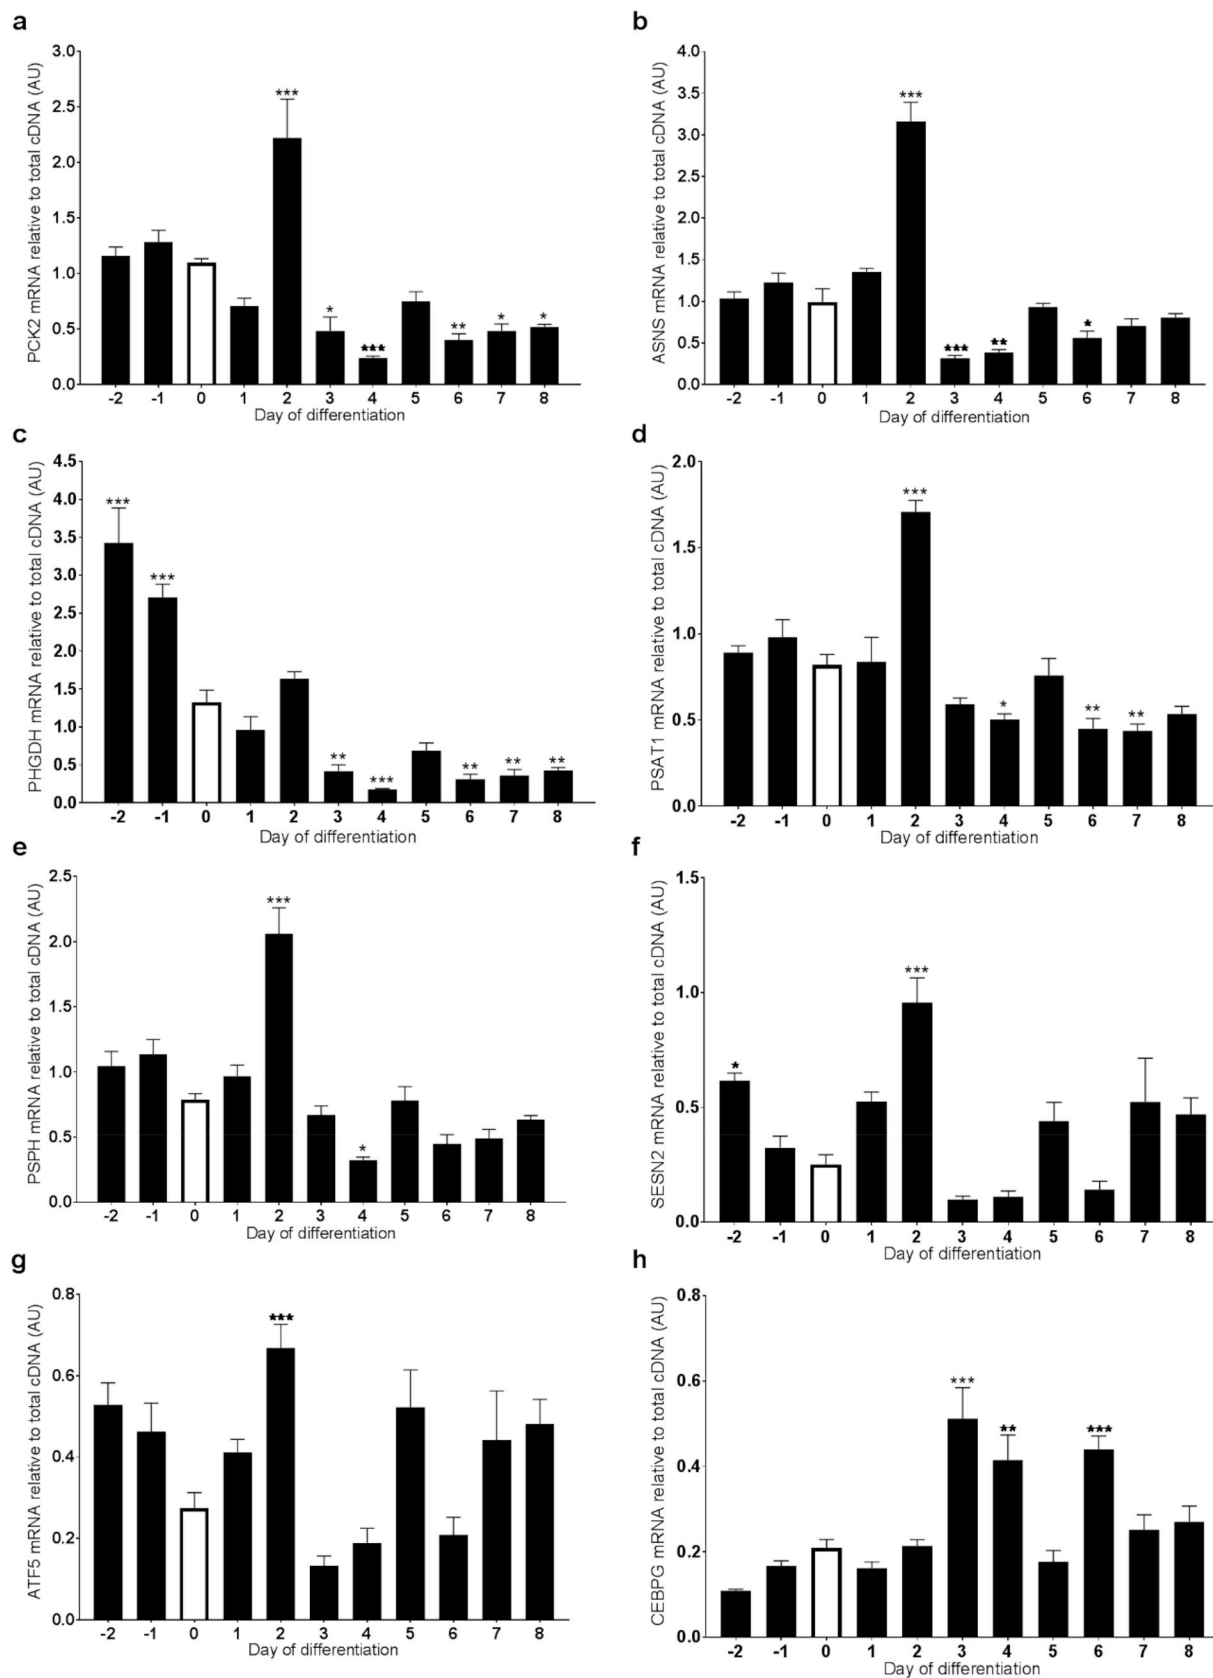 a
PCK2 mRNA relative to total cDNA (AU)
3.0
2.5
2.0
1.5
1.0
0.5
0.0
***
*
***
**
*
*
-2 -1 0 1 2 3 4 5 6 7 8
Day of differentiation
b
ASNS mRNA relative to total cDNA (AU)
4.0
3.5
3.0
2.5
2.0
1.5
1.0
0.5
0.0
***
***
**
*
-2 -1 0 1 2 3 4 5 6 7 8
Day of differentiation
c
PHGDH mRNA relative to total cDNA (AU)
4.5
4.0
3.5
3.0
2.5
2.0
1.5
1.0
0.5
0.0
***
***
**
***
**
**
**
-2 -1 0 1 2 3 4 5 6 7 8
Day of differentiation
d
PSAT1 mRNA relative to total cDNA (AU)
2.0
1.5
1.0
0.5
0.0
***
*
**
**
-2 -1 0 1 2 3 4 5 6 7 8
Day of differentiation
e
PSPH mRNA relative to total cDNA (AU)
2.5
2.0
1.5
1.0
0.5
0.0
***
*
-2 -1 0 1 2 3 4 5 6 7 8
Day of differentiation
f
SESN2 mRNA relative to total cDNA (AU)
1.5
1.0
0.5
0.0
*
***
-2 -1 0 1 2 3 4 5 6 7 8
Day of differentiation
g
ATF5 mRNA relative to total cDNA (AU)
0.8
0.6
0.4
0.2
0.0
***
-2 -1 0 1 2 3 4 5 6 7 8
Day of differentiation
h
CEBPG mRNA relative to total cDNA (AU)
0.8
0.6
0.4
0.2
0.0
***
**
***
-2 -1 0 1 2 3 4 5 6 7 8
Day of differentiation